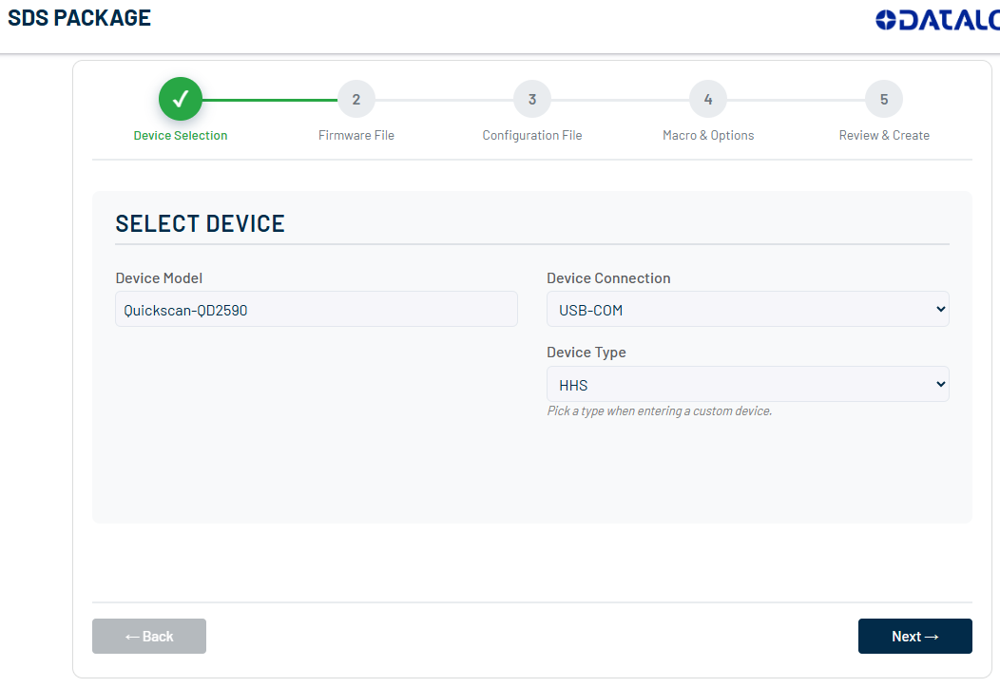 SDS PACKAGE
DATALO
✓
2
3
4
5
Device Selection
Firmware File
Configuration File
Macro & Options
Review & Create
SELECT DEVICE
Device Model
Device Connection
Quickscan-QD2590
USB-COM
Device Type
HHS
Pick a type when entering a custom device.
← Back
Next →